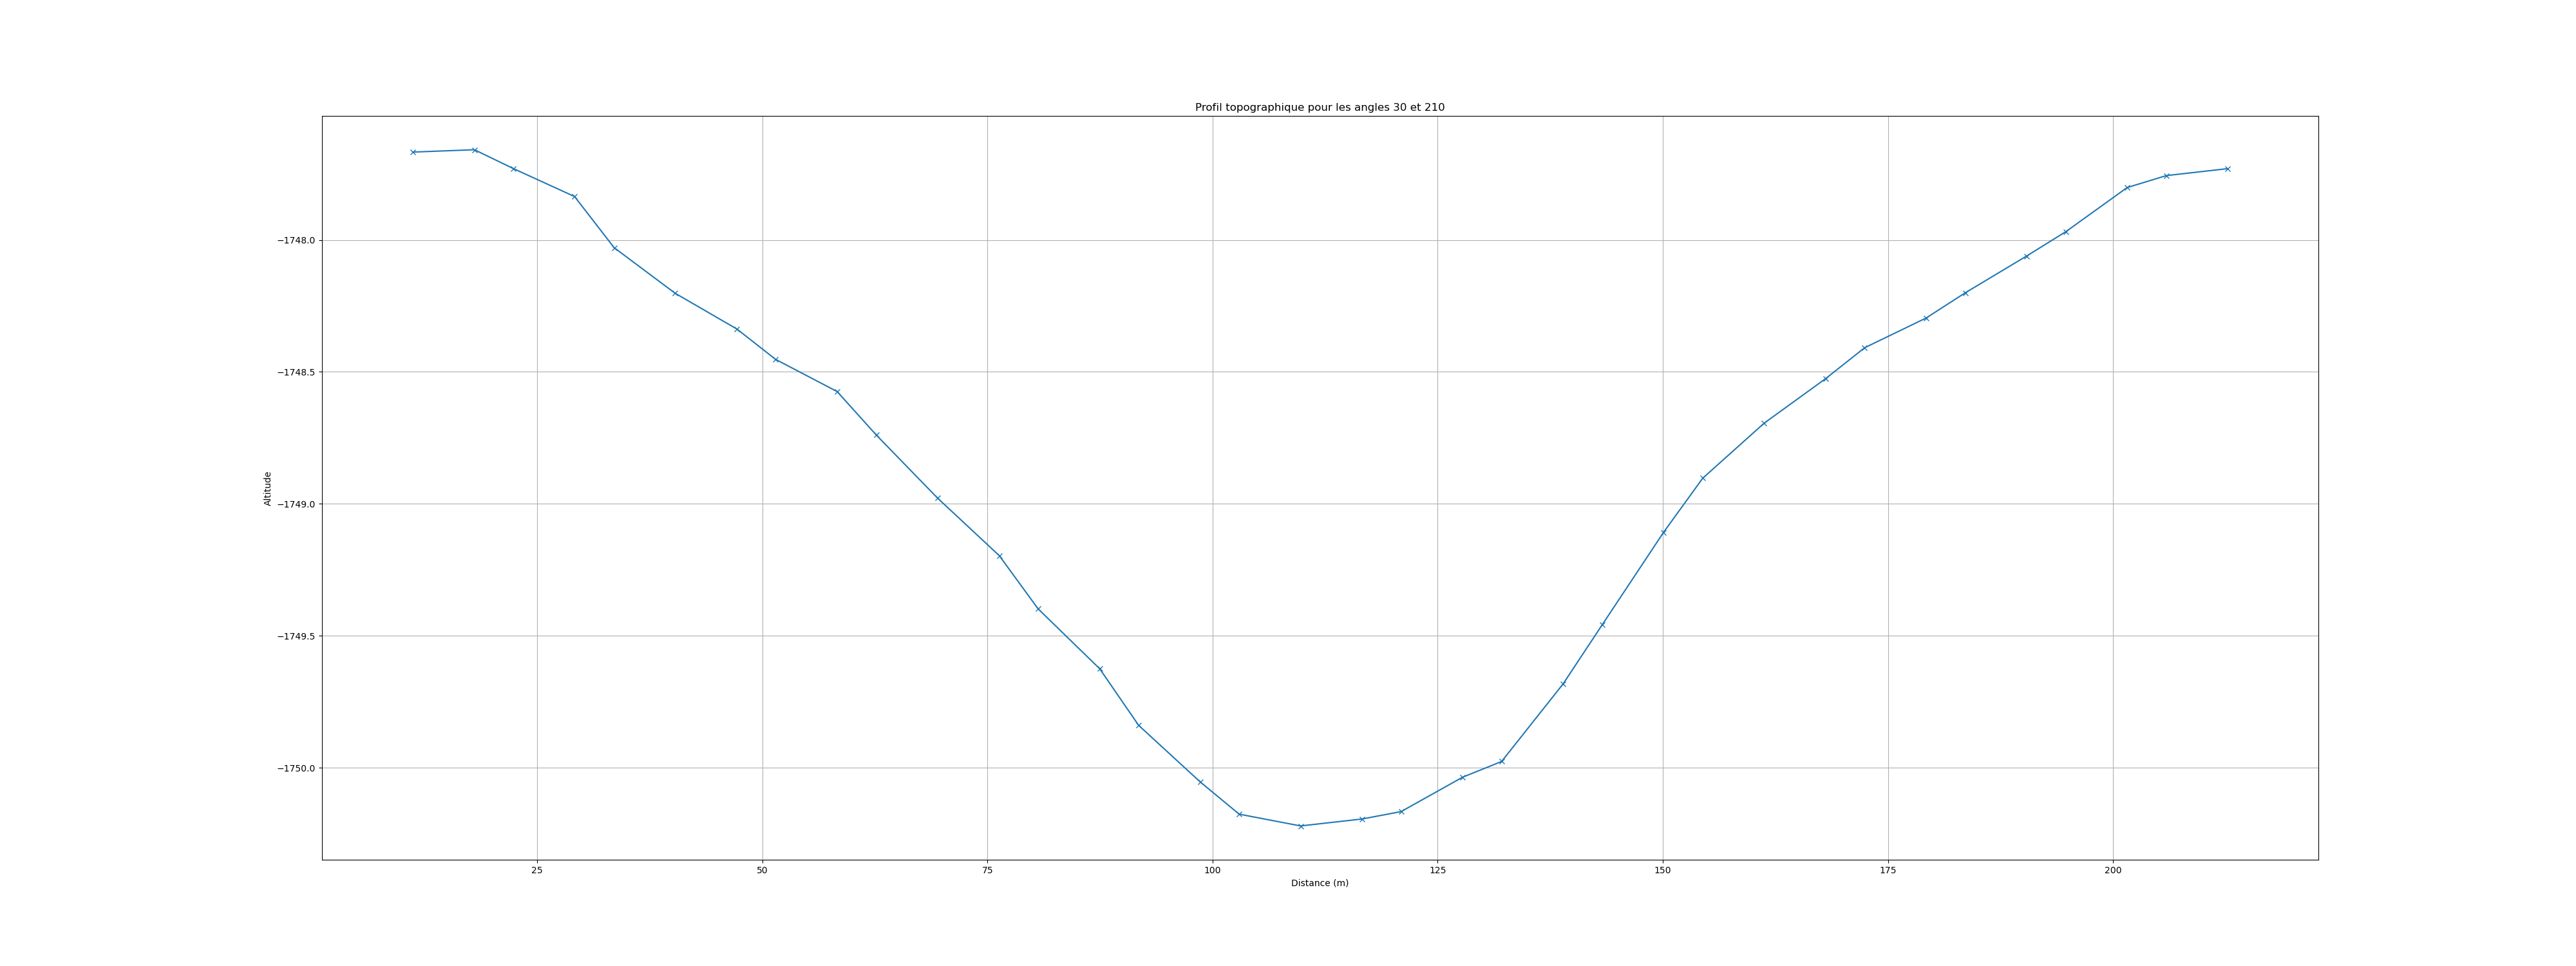 Profil topographique pour les angles 30 et 210
−1748.0
−1748.5
−1749.0
−1749.5
−1750.0
Altitude
25 50 75 100 125 150 175 200
Distance (m)